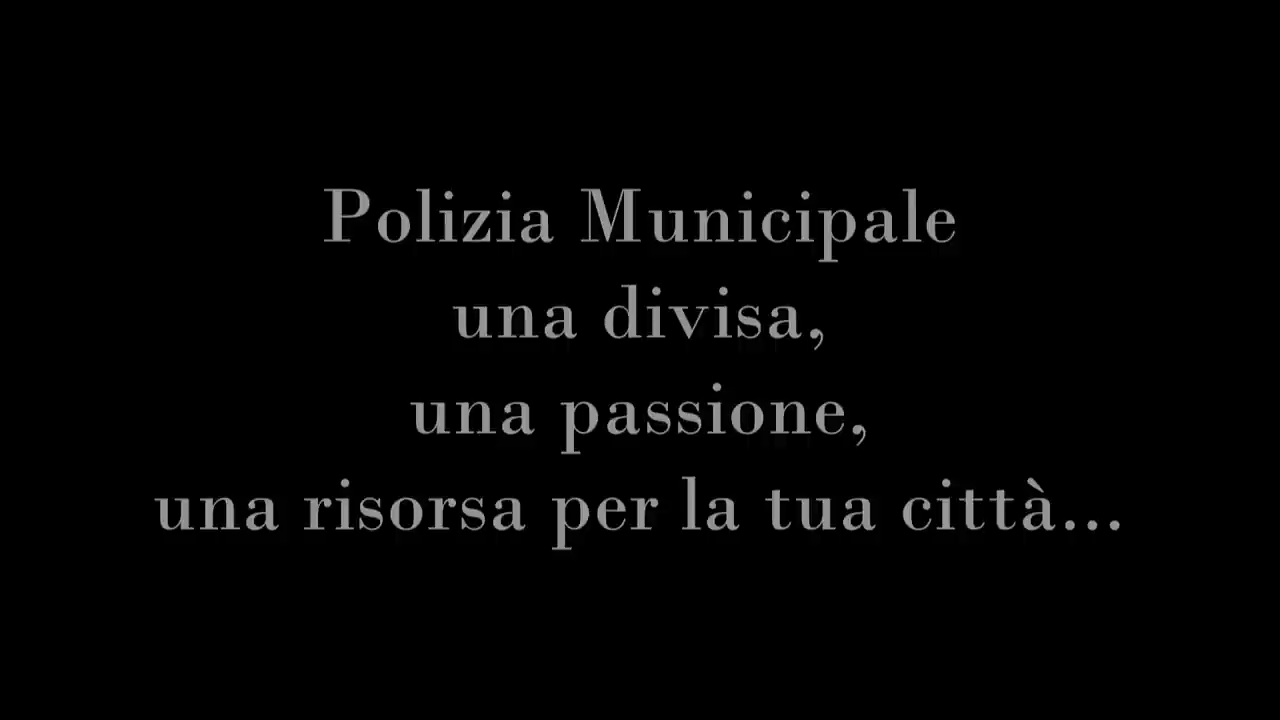 Polizia Municipale
una divisa,
una passione,
una risorsa per la tua città...